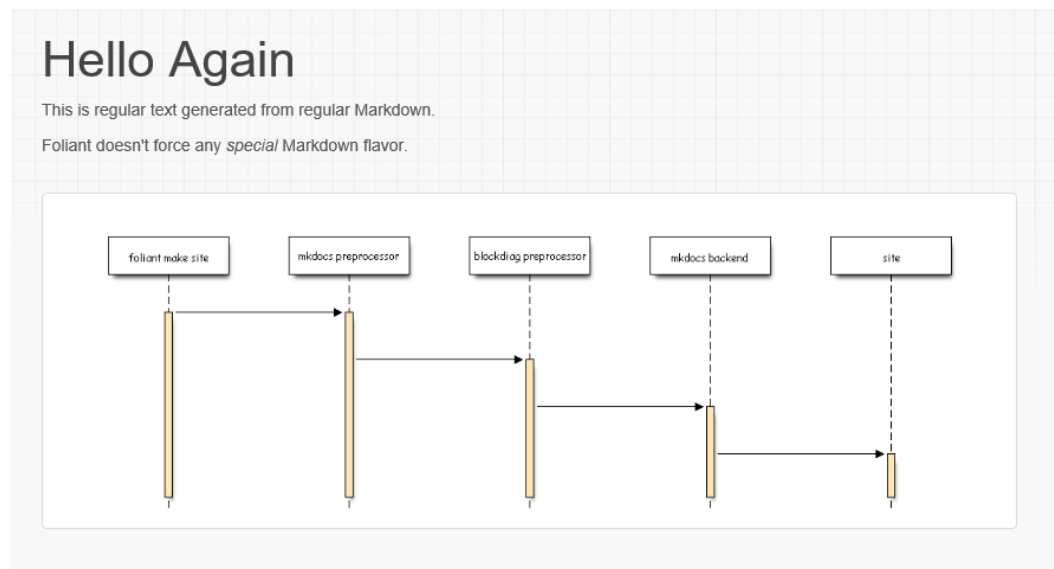 Hello Again
This is regular text generated from regular Markdown.
Foliant doesn't force any special Markdown flavor.
foliant make site
mkdocs preprocessor
blockdiag preprocessor
mkdocs backend
site